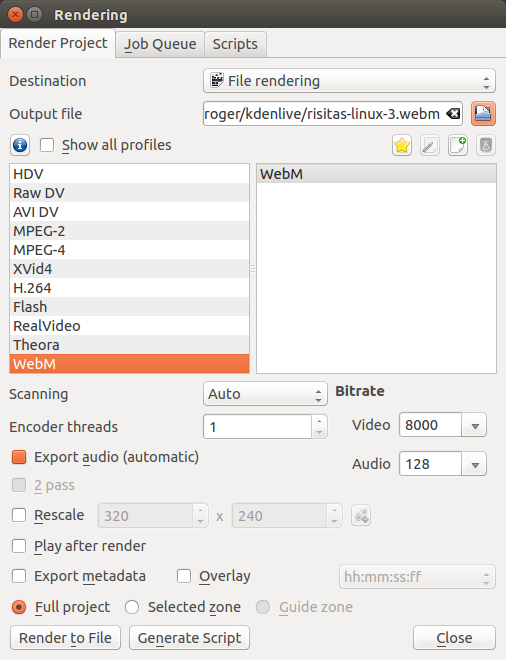 Rendering
Render Project Job Queue Scripts
Destination File rendering
Output file roger/kdenlive/risitas-linux-3.webm
Show all profiles
HDV
Raw DV
AVI DV
MPEG-2
MPEG-4
XVid4
H.264
Flash
RealVideo
Theora
WebM
WebM
Scanning Auto Bitrate
Encoder threads 1 Video 8000
Export audio (automatic) Audio 128
2 pass
Rescale 320 x 240
Play after render
Export metadata Overlay hh:mm:ss:ff
Full project Selected zone Guide zone
Render to File Generate Script Close